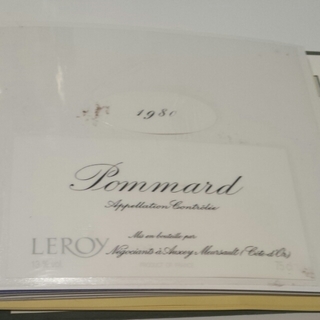 1980
Pommard
Appellation Contrôlée
LEROY
Mis en bouteille par
Négociants à Auxey Meursault (Côte d'Or)